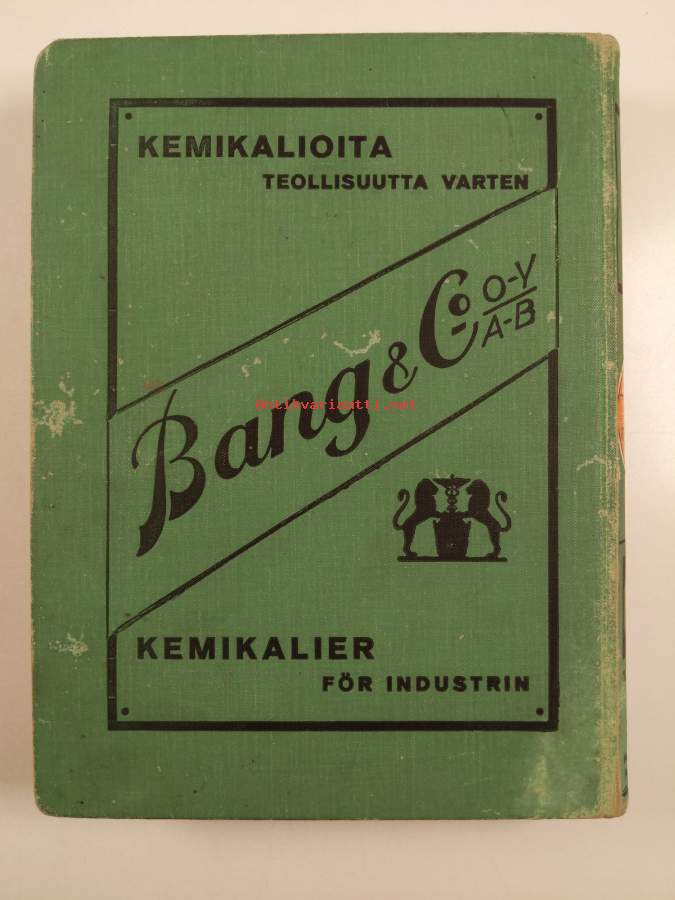 KEMIKALIOITA
TEOLLISUUTTA VARTEN
Bang & Co O-Y
A-B
Antikvariaatti.net
KEMIKALIER
FÖR INDUSTRIN